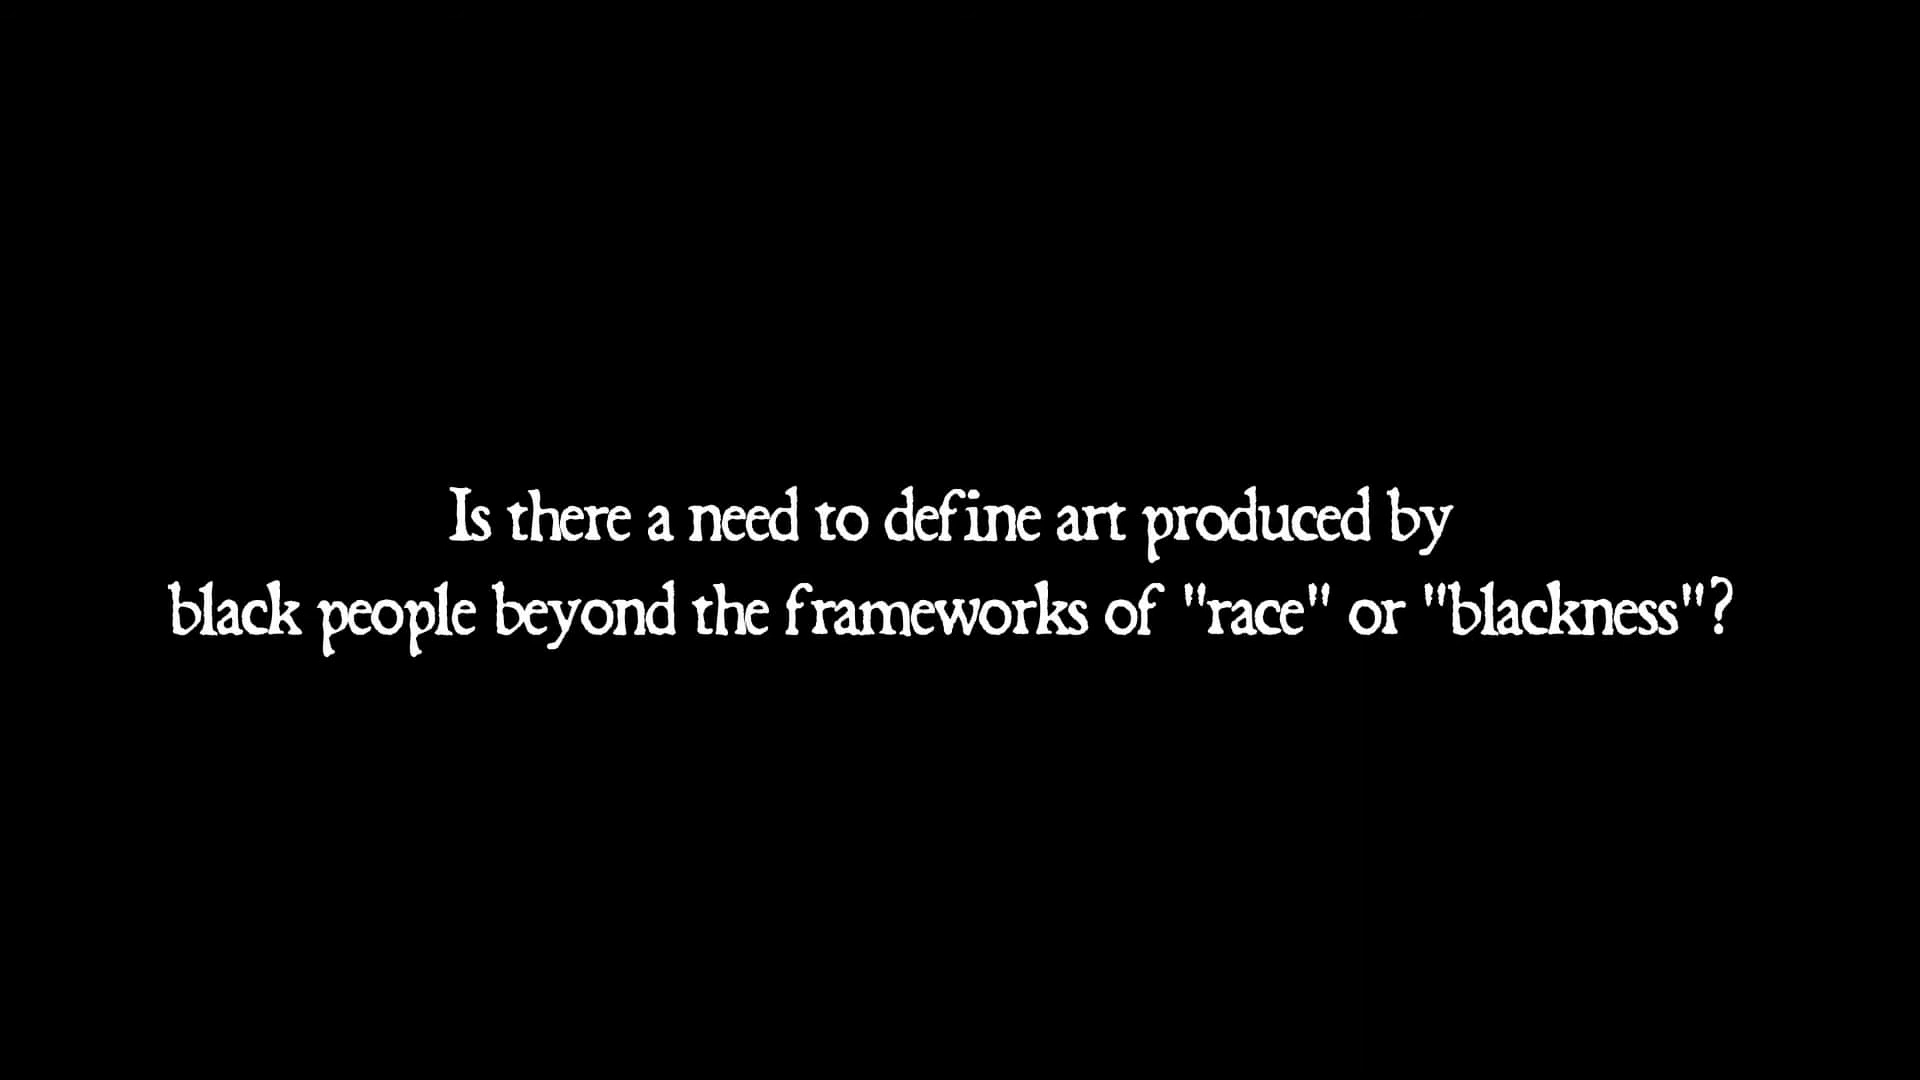 Is there a need to define art produced by
black people beyond the frameworks of "race" or "blackness"?